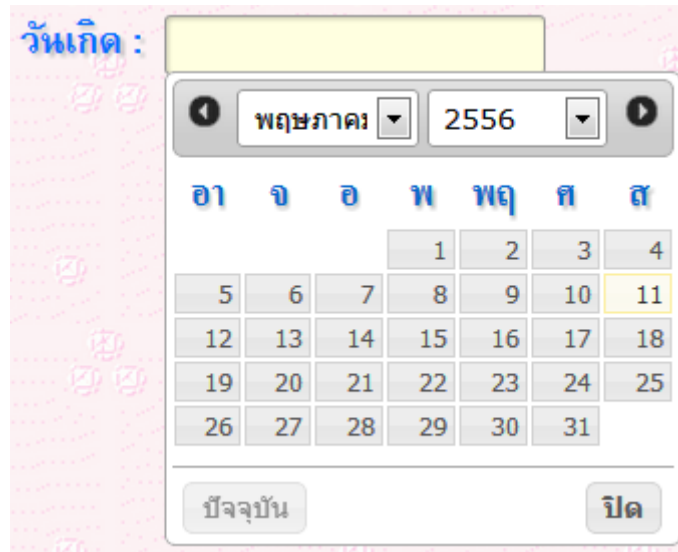 วันเกิด :
พฤษภาคม 2556
อา จ อ พ พฤ ศ ส
1 2 3 4
5 6 7 8 9 10 11
12 13 14 15 16 17 18
19 20 21 22 23 24 25
26 27 28 29 30 31
ปัจจุบัน ปิด